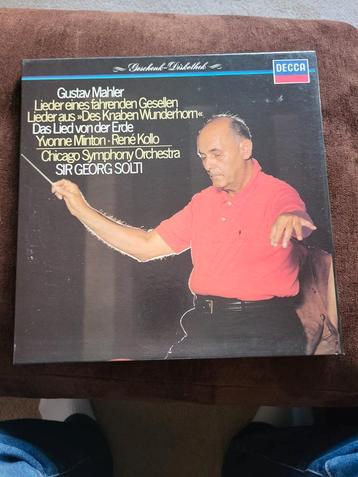 Geschenk-Diskothek
DECCA
Gustav Mahler
Lieder eines fahrenden Gesellen
Lieder aus »Des Knaben Wunderhorn«
Das Lied von der Erde
Yvonne Minton · René Kollo
Chicago Symphony Orchestra
SIR GEORG SOLTI